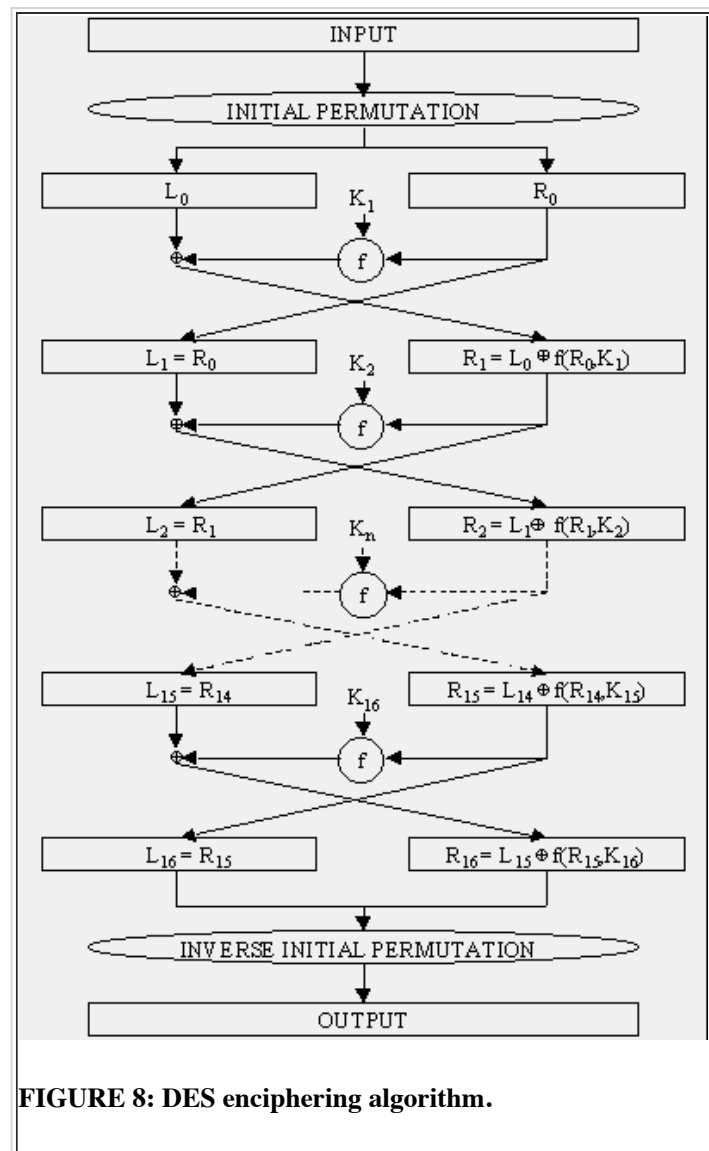 INPUT
INITIAL PERMUTATION
L₀
K₁
R₀
f
⊕
L₁ = R₀
K₂
R₁ = L₀ ⊕ f(R₀,K₁)
f
⊕
L₂ = R₁
Kₙ
R₂ = L₁⊕ f(R₁,K₂)
f
⊕
L₁₅ = R₁₄
K₁₆
R₁₅ = L₁₄ ⊕ f(R₁₄,K₁₅)
f
⊕
L₁₆ = R₁₅
R₁₆ = L₁₅ ⊕ f(R₁₅,K₁₆)
INVERSE INITIAL PERMUTATION
OUTPUT
FIGURE 8: DES enciphering algorithm.